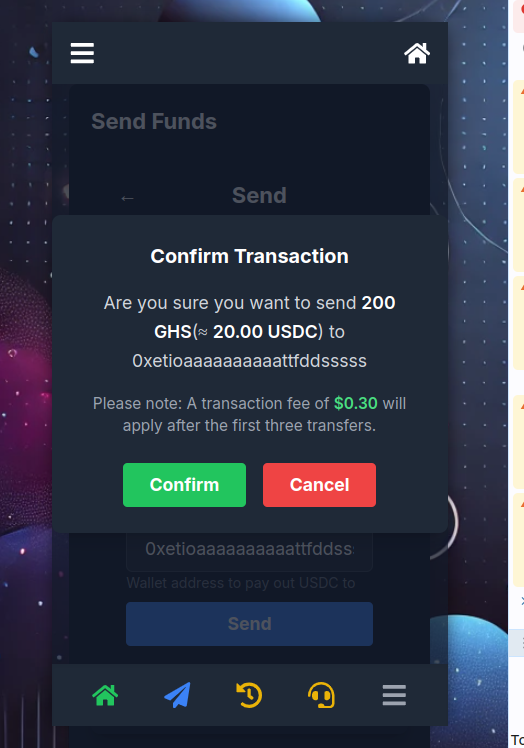 Send Funds
← Send
Confirm Transaction
Are you sure you want to send 200
GHS(≈ 20.00 USDC) to
0xetioaaaaaaaaaattfddsssss
Please note: A transaction fee of $0.30 will
apply after the first three transfers.
Confirm Cancel
0xetioaaaaaaaaaattfddsss
Wallet address to pay out USDC to
Send